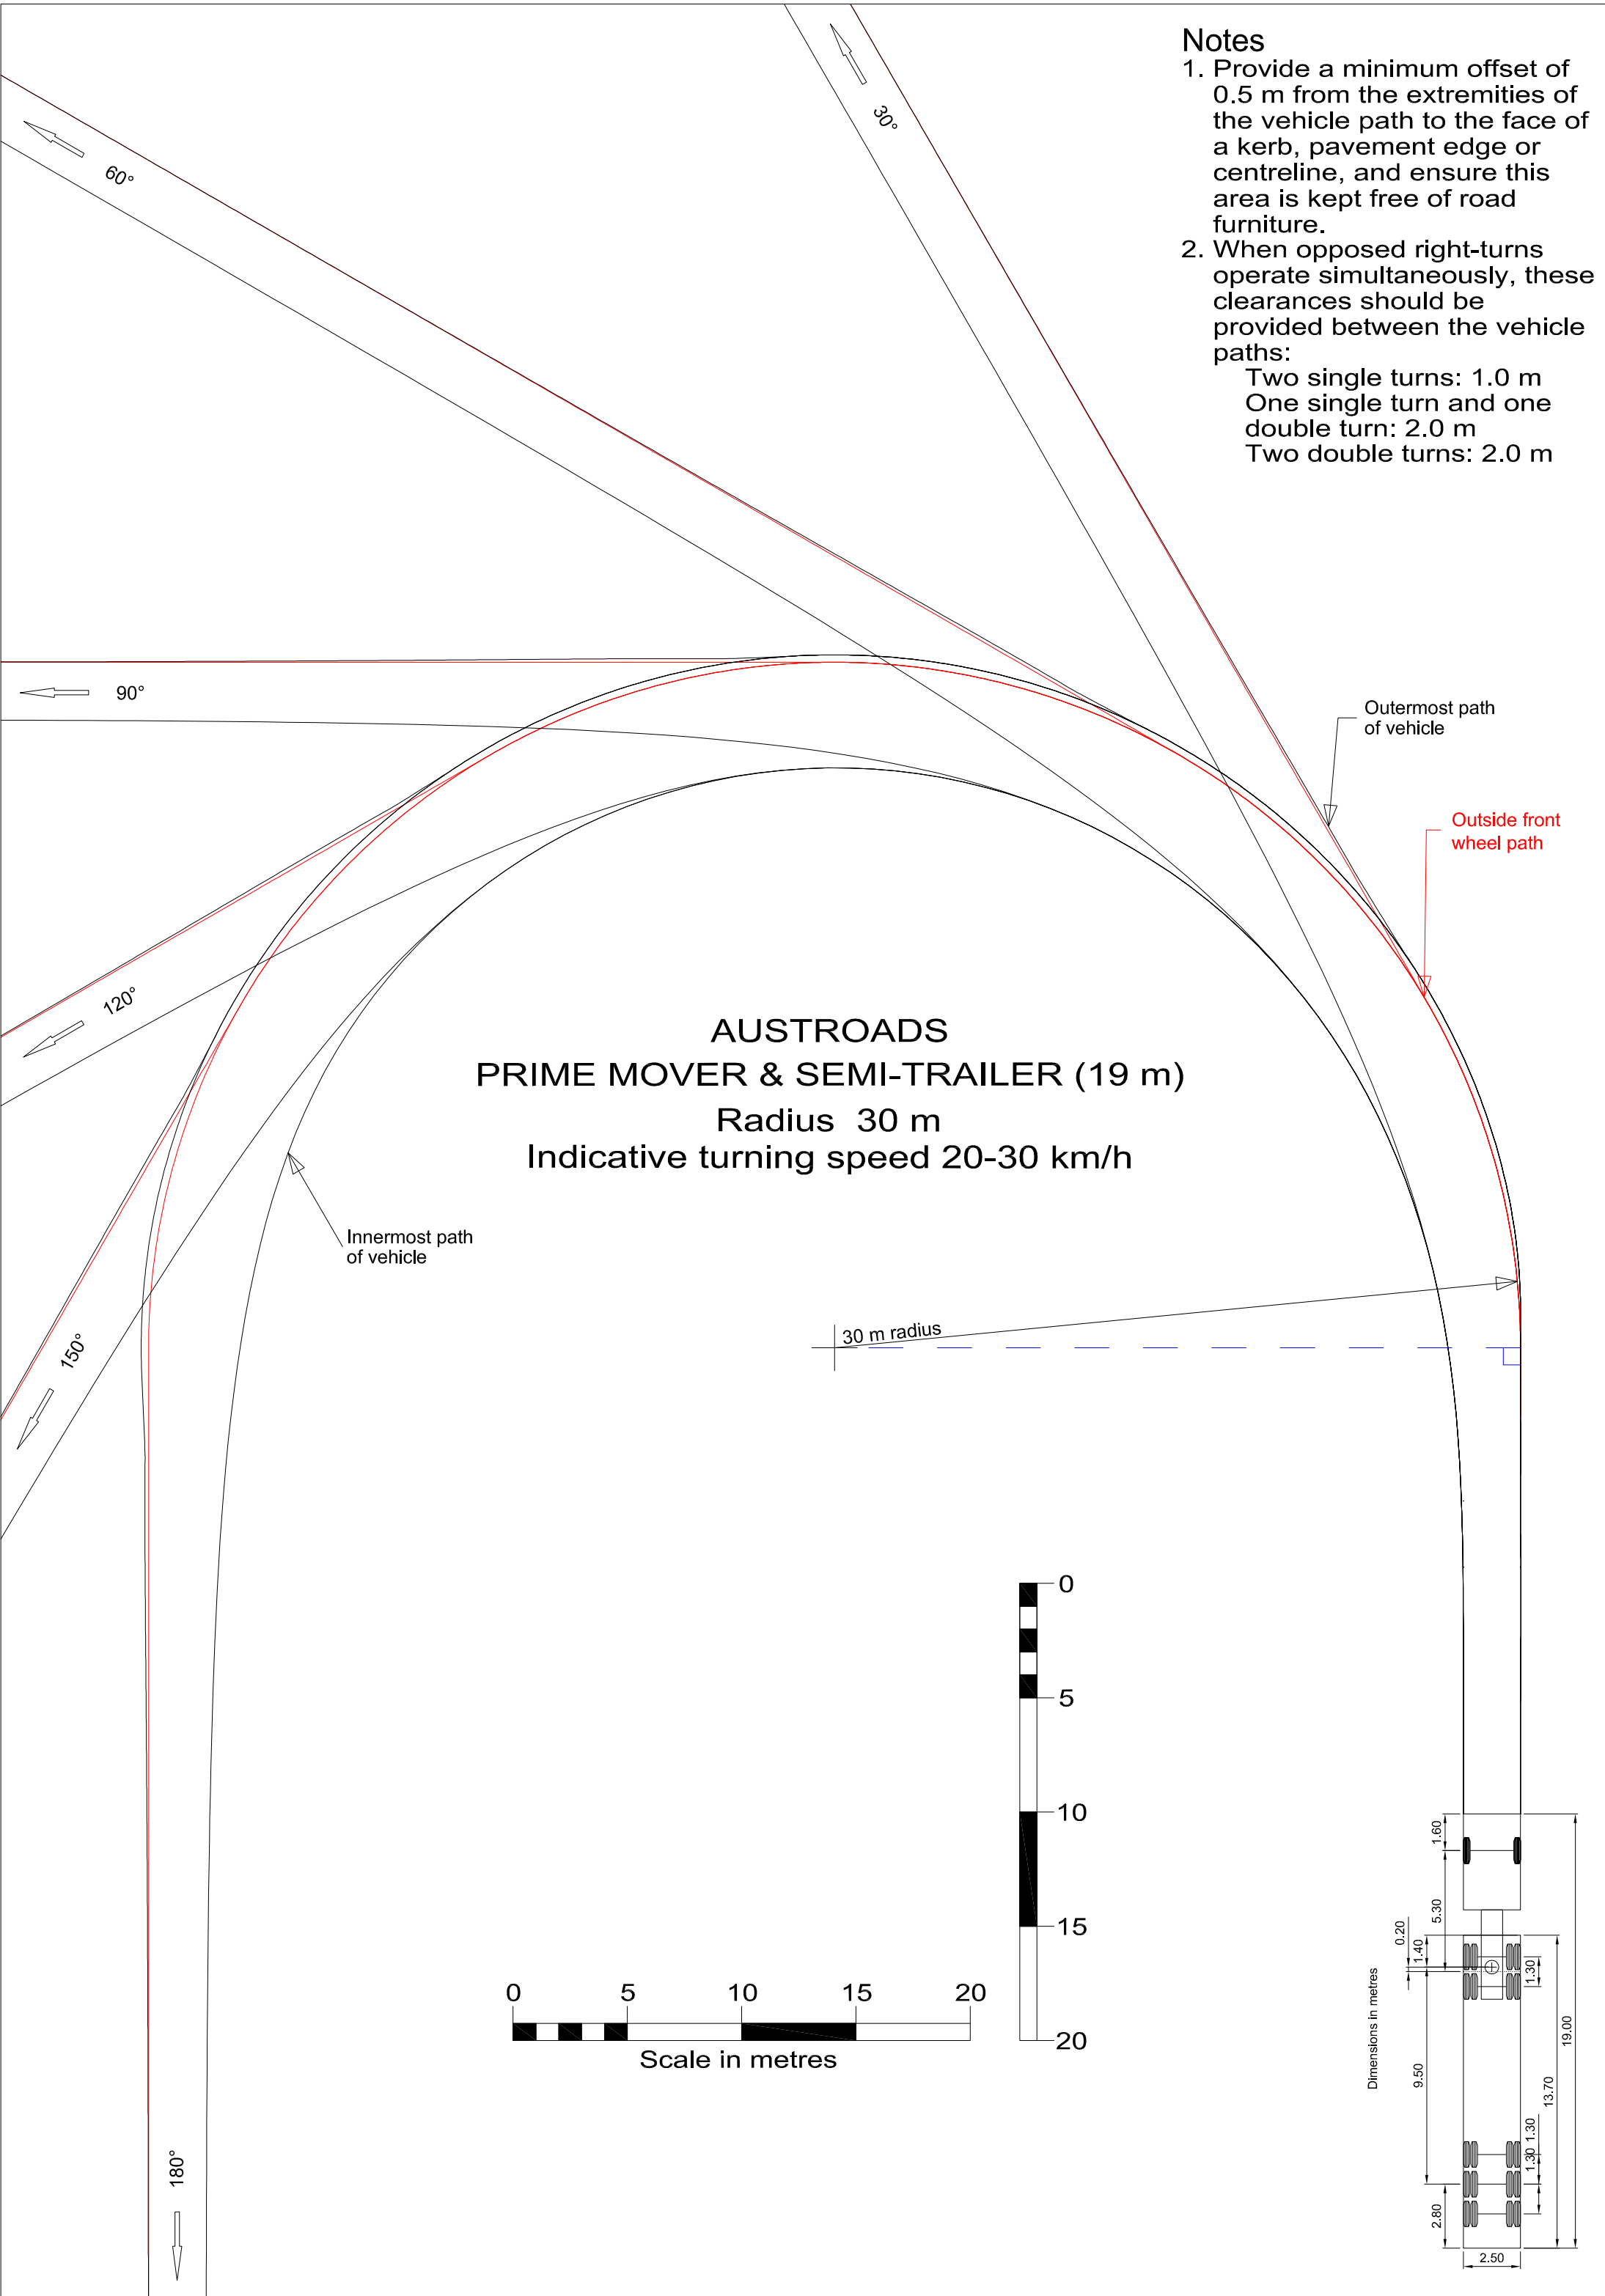 Notes
1. Provide a minimum offset of
0.5 m from the extremities of
the vehicle path to the face of
a kerb, pavement edge or
centreline, and ensure this
area is kept free of road
furniture.
2. When opposed right-turns
operate simultaneously, these
clearances should be
provided between the vehicle
paths:
Two single turns: 1.0 m
One single turn and one
double turn: 2.0 m
Two double turns: 2.0 m
30°
60°
90°
Outermost path
of vehicle
Outside front
wheel path
120°
AUSTROADS
PRIME MOVER & SEMI-TRAILER (19 m)
Radius 30 m
Indicative turning speed 20-30 km/h
Innermost path
of vehicle
30 m radius
150°
180°
0
5
10
15
20
0 5 10 15 20
Scale in metres
Dimensions in metres
1.60
5.30
0.20
1.40
1.30
9.50
19.00
13.70
1.30
1.30
2.80
2.50